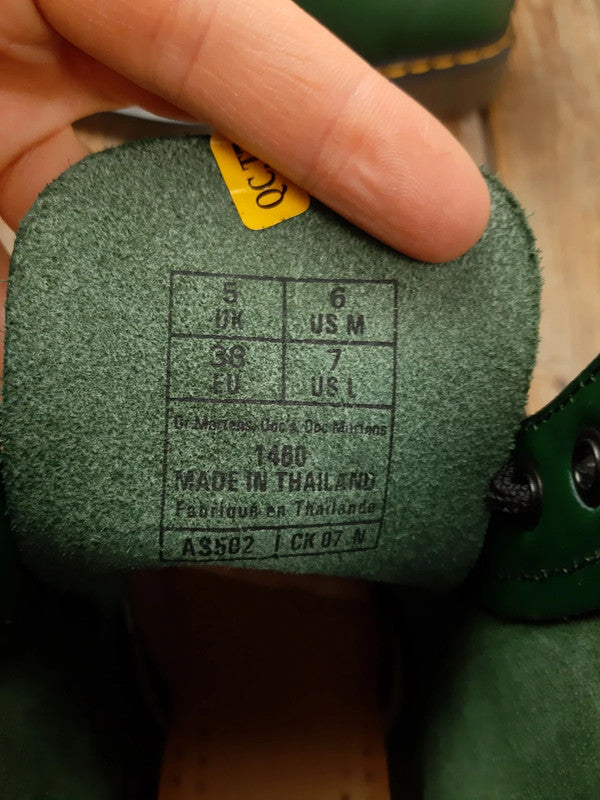 QC:T
5 6
UK US M
38 7
EU US L
Dr Martens, Doc's, Doc Martens
1460
MADE IN THAILAND
Fabriqué en Thaïlande
AS502 CK 07 N